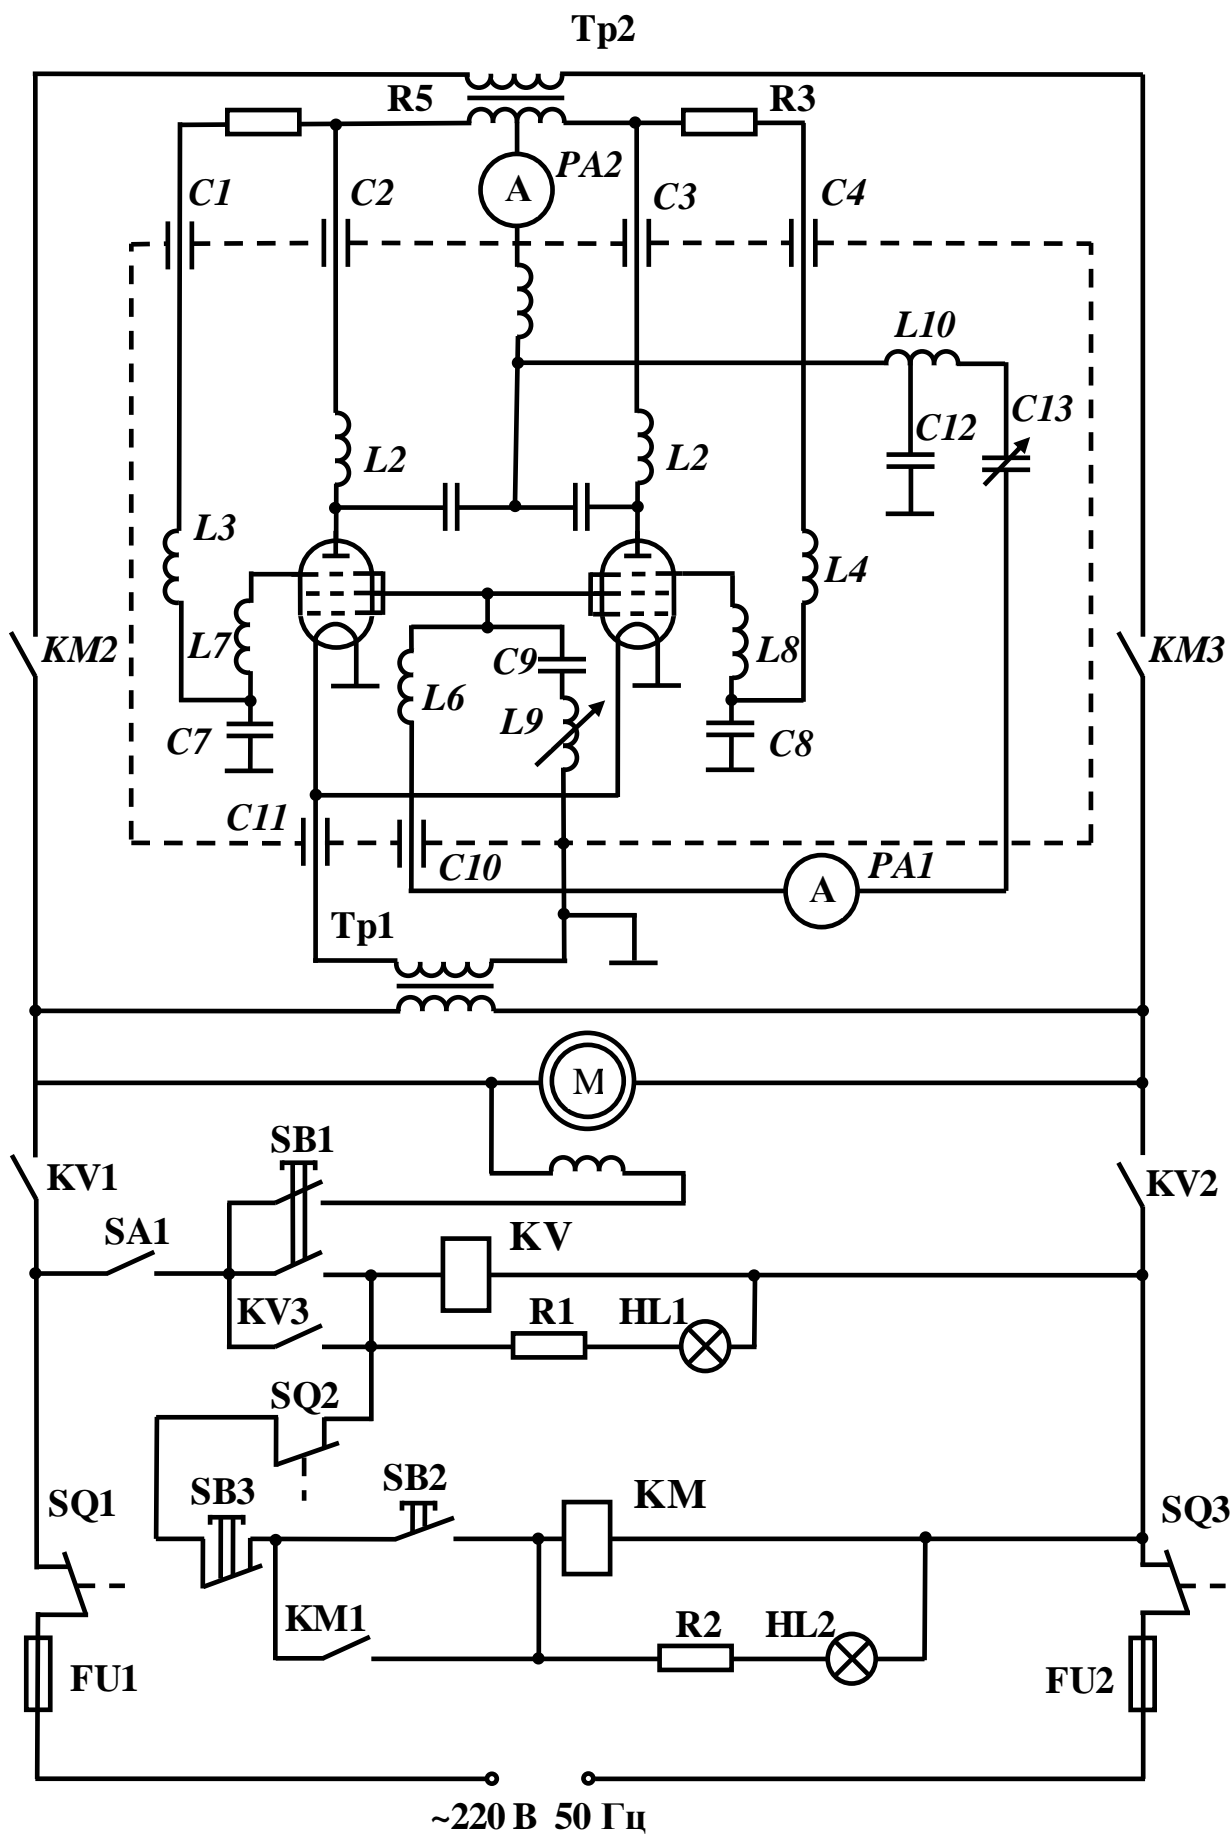 Тр2
R5
R3
PA2
A
C1
C2
C3
C4
L10
C13
C12
L2
L2
L3
L4
L7
L8
KM2
KM3
C9
L6
L9
C7
C8
C11
C10
PA1
A
Тр1
M
SB1
KV1
KV2
SA1
KV
KV3
R1
HL1
SQ2
SB2
SB3
KM
SQ1
SQ3
KM1
R2
HL2
FU1
FU2
~220 В 50 Гц